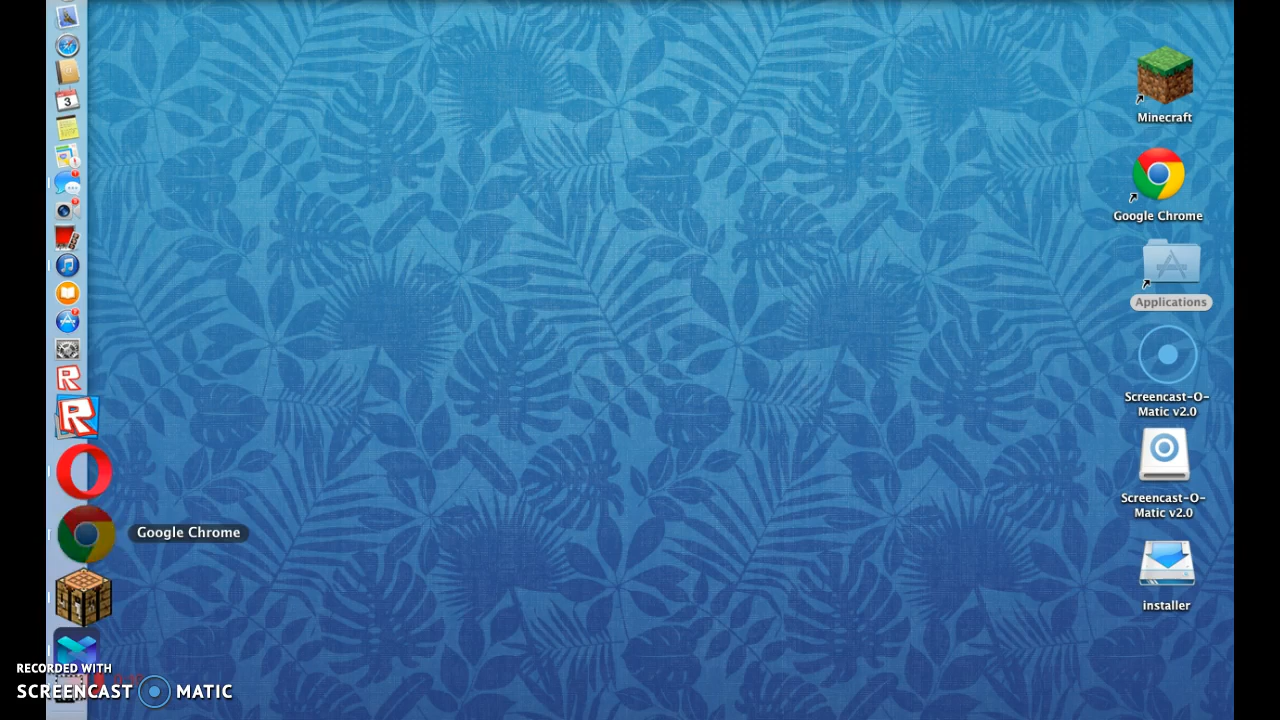 3
Minecraft
Google Chrome
Applications
Screencast-O-
Matic v2.0
Screencast-O-
Matic v2.0
Google Chrome
installer
RECORDED WITH
SCREENCAST MATIC